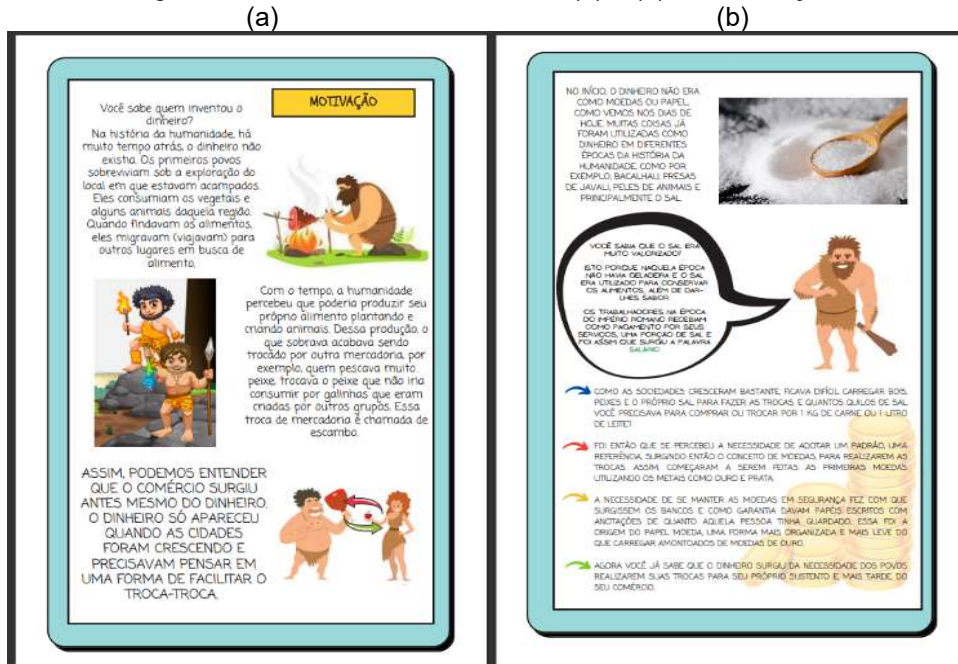 (a)
MOTIVAÇÃO
Você sabe quem inventou o
dinheiro?
Na história da humanidade, há
muito tempo atrás, o dinheiro não
existia. Os primeiros povos
sobreviviam sob a exploração do
local em que estavam acampados.
Eles consumiam os vegetais e
alguns animais daquela região.
Quando findavam os alimentos,
eles migravam (viajavam) para
outros lugares em busca de
alimento.
Com o tempo, a humanidade
percebeu que poderia produzir seu
próprio alimento plantando e
criando animais. Dessa produção, o
que sobrava acabava sendo
trocado por outra mercadoria, por
exemplo, quem pescava muito
peixe, trocava o peixe que não iria
consumir por galinhas que eram
criadas por outros grupos. Essa
troca de mercadoria é chamada de
escambo.
ASSIM, PODEMOS ENTENDER
QUE O COMÉRCIO SURGIU
ANTES MESMO DO DINHEIRO.
O DINHEIRO SÓ APARECEU
QUANDO AS CIDADES
FORAM CRESCENDO E
PRECISAVAM PENSAR EM
UMA FORMA DE FACILITAR O
TROCA-TROCA.
(b)
NO INÍCIO, O DINHEIRO NÃO ERA
COMO MOEDAS OU PAPEL,
COMO VEMOS NOS DIAS DE
HOJE. MUITAS COISAS JÁ
FORAM UTILIZADAS COMO
DINHEIRO EM DIFERENTES
ÉPOCAS DA HISTÓRIA DA
HUMANIDADE, COMO POR
EXEMPLO, BACALHAU, PRESAS
DE JAVALI, PELES DE ANIMAIS E
PRINCIPALMENTE O SAL.
VOCÊ SABIA QUE O SAL ERA
MUITO VALORIZADO?
ISTO PORQUE NAQUELA ÉPOCA
NÃO HAVIA GELADEIRA E O SAL
ERA UTILIZADO PARA CONSERVAR
OS ALIMENTOS, ALÉM DE DAR-
LHES SABOR.
OS TRABALHADORES NA ÉPOCA
DO IMPÉRIO ROMANO RECEBIAM
COMO PAGAMENTO POR SEUS
SERVIÇOS, UMA PORÇÃO DE SAL E
FOI ASSIM QUE SURGIU A PALAVRA
SALÁRIO!
COMO AS SOCIEDADES CRESCERAM BASTANTE, FICAVA DIFÍCIL CARREGAR BOIS,
PEIXES E O PRÓPRIO SAL PARA FAZER AS TROCAS. E QUANTOS QUILOS DE SAL
VOCÊ PRECISAVA PARA COMPRAR OU TROCAR POR 1 KG DE CARNE OU 1 LITRO
DE LEITE?
FOI ENTÃO QUE SE PERCEBEU A NECESSIDADE DE ADOTAR UM PADRÃO, UMA
REFERÊNCIA, SURGINDO ENTÃO O CONCEITO DE MOEDAS, PARA REALIZAREM AS
TROCAS. ASSIM, COMEÇARAM A SEREM FEITAS AS PRIMEIRAS MOEDAS
UTILIZANDO OS METAIS COMO OURO E PRATA.
A NECESSIDADE DE SE MANTER AS MOEDAS EM SEGURANÇA FEZ COM QUE
SURGISSEM OS BANCOS E COMO GARANTIA DAVAM PAPÉIS ESCRITOS COM
ANOTAÇÕES DE QUANTO AQUELA PESSOA TINHA GUARDADO. ESSA FOI A
ORIGEM DO PAPEL MOEDA, UMA FORMA MAIS ORGANIZADA E MAIS LEVE DO
QUE CARREGAR AMONTOADOS DE MOEDAS DE OURO.
AGORA VOCÊ JÁ SABE QUE O DINHEIRO SURGIU DA NECESSIDADE DOS POVOS
REALIZAREM SUAS TROCAS PARA SEU PRÓPRIO SUSTENTO E MAIS TARDE DO
SEU COMÉRCIO.